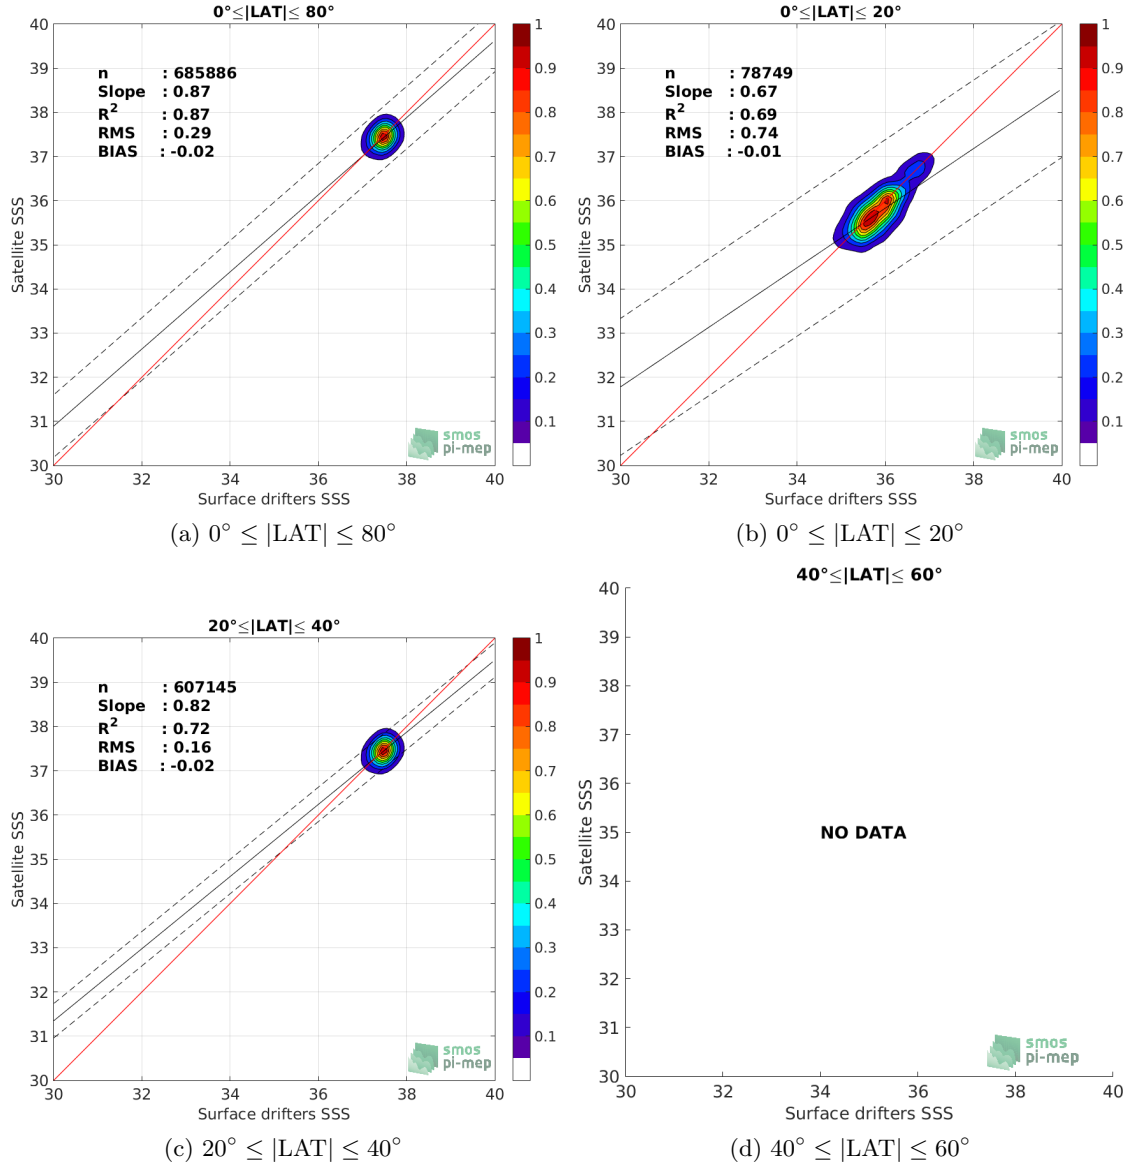 0°≤|LAT|≤ 80°
n : 685886
Slope : 0.87
R² : 0.87
RMS : 0.29
BIAS : -0.02
40
39
38
37
36
35
34
33
32
31
30
30 32 34 36 38 40
Satellite SSS
Surface drifters SSS
1
0.9
0.8
0.7
0.6
0.5
0.4
0.3
0.2
0.1
smos
pi-mep
(a) 0° ≤ |LAT| ≤ 80°
0°≤|LAT|≤ 20°
n : 78749
Slope : 0.67
R² : 0.69
RMS : 0.74
BIAS : -0.01
40
39
38
37
36
35
34
33
32
31
30
30 32 34 36 38 40
Satellite SSS
Surface drifters SSS
1
0.9
0.8
0.7
0.6
0.5
0.4
0.3
0.2
0.1
smos
pi-mep
(b) 0° ≤ |LAT| ≤ 20°
20°≤|LAT|≤ 40°
n : 607145
Slope : 0.82
R² : 0.72
RMS : 0.16
BIAS : -0.02
40
39
38
37
36
35
34
33
32
31
30
30 32 34 36 38 40
Satellite SSS
Surface drifters SSS
1
0.9
0.8
0.7
0.6
0.5
0.4
0.3
0.2
0.1
smos
pi-mep
(c) 20° ≤ |LAT| ≤ 40°
40°≤|LAT|≤ 60°
40
39
38
37
36
35
34
33
32
31
30
30 32 34 36 38 40
Satellite SSS
NO DATA
Surface drifters SSS
smos
pi-mep
(d) 40° ≤ |LAT| ≤ 60°